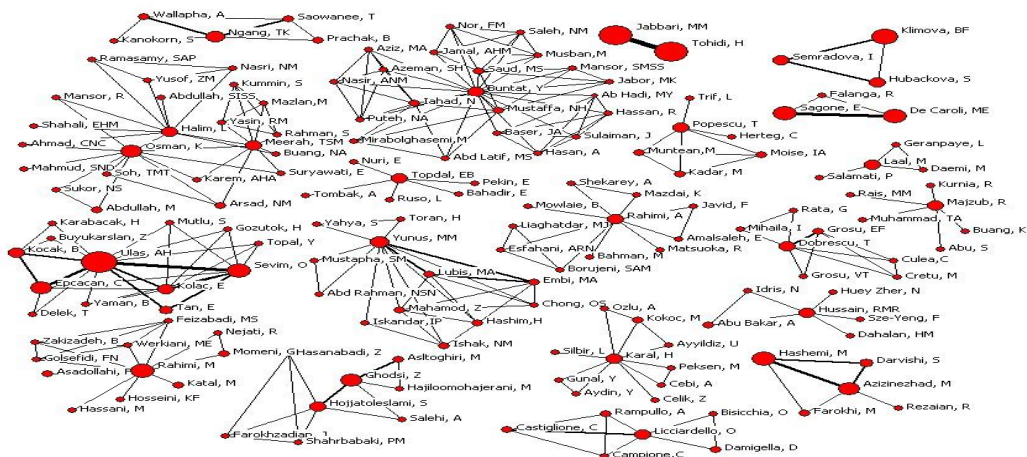 Wallapha, A
Saowanee, T
Ngang, TK
Kanokorn, S
Prachak, B
Nor, FM
Saleh, NM
Aziz, MA
Jamal, AHM
Musban,M
Azeman, SH
Saud, MS
Mansor, SMSS
Nasir, ANM
Buntat, Y
Jabor, MK
Iahad, N
Mustaffa, NH
Ab Hadi, MY
Puteh, NA
Hassan, R
Baser, JA
Sulaiman, J
Mirabolghasemi, M
Abd Latif, MS
Hasan, A
Jabbari, MM
Tohidi, H
Klimova, BF
Semradova, I
Hubackova, S
Falanga, R
Sagone, E
De Caroli, ME
Ramasamy, SAP
Nasri, NM
Yusof, ZM
Kummin, S
Mansor, R
Abdullah, SISS
Mazlan,M
Yasin, RM
Shahali, EHM
Halim, L
Rahman, S
Ahmad, CNC
Osman, K
Meerah, TSM
Buang, NA
Mahmud, SND
Soh, TMT
Karem, AHA
Suryawati, E
Sukor, NS
Arsad, NM
Abdullah, M
Trif, L
Popescu, T
Herteg, C
Muntean,M
Moise, IA
Kadar, M
Geranpaye, L
Laal, M
Daemi, M
Salamati, P
Nuri, E
Topdal, EB
Pekin, E
Tombak, A
Bahadir, E
Ruso, L
Shekarey, A
Mowlaie, B
Mazdai, K
Liaghatdar, MJ
Rahimi, A
Javid, F
Esfahani, ARN
Amalsaleh, E
Bahman, M
Matsuoka, R
Borujeni, SAM
Rais, MM
Kurnia, R
Majzub, R
Muhammad, TA
Buang, K
Abu, S
Rata, G
Mihaila, I
Grosu, EF
Dobrescu, T
Culea,C
Grosu, VT
Cretu, M
Karabacak, H
Mutlu, S
Buyukarslan, Z
Gozutok, H
Kocak, B
Ulas, AH
Topal, Y
Sevim, O
Epcacan, C
Kolac, E
Yaman, B
Tan, E
Delek, T
Yahya, S
Toran, H
Yunus, MM
Mustapha, SM
Lubis, MA
Embi, MA
Abd Rahman, NSN
Mahamod, Z
Chong, OS
Iskandar,IP
Hashim,H
Ishak, NM
Idris, N
Huey Zher, N
Hussain, RMR
Abu Bakar, A
Sze-Yeng, F
Dahalan, HM
Feizabadi, MS
Zakizadeh, B
Werkiani, ME
Nejati, R
Golsefidi, FN
Momeni, G
Rahimi, M
Katal, M
Hosseini, KF
Hassani, M
Hasanabadi, Z
Asltoghiri, M
Ghodsi, Z
Hajiloomohajerani, M
Hojjatoleslami, S
Salehi, A
Shahrbabaki, PM
Ozlu, A
Kokoc, M
Silbir, L
Karal, H
Ayyildiz, U
Peksen, M
Gunal, Y
Cebi, A
Aydin, Y
Celik, Z
Hashemi, M
Darvishi, S
Azizinezhad, M
Farokhi, M
Rezaian, R
Rampullo, A
Bisicchia, O
Castiglione, C
Licciardello, O
Campione,C
Damigella, D